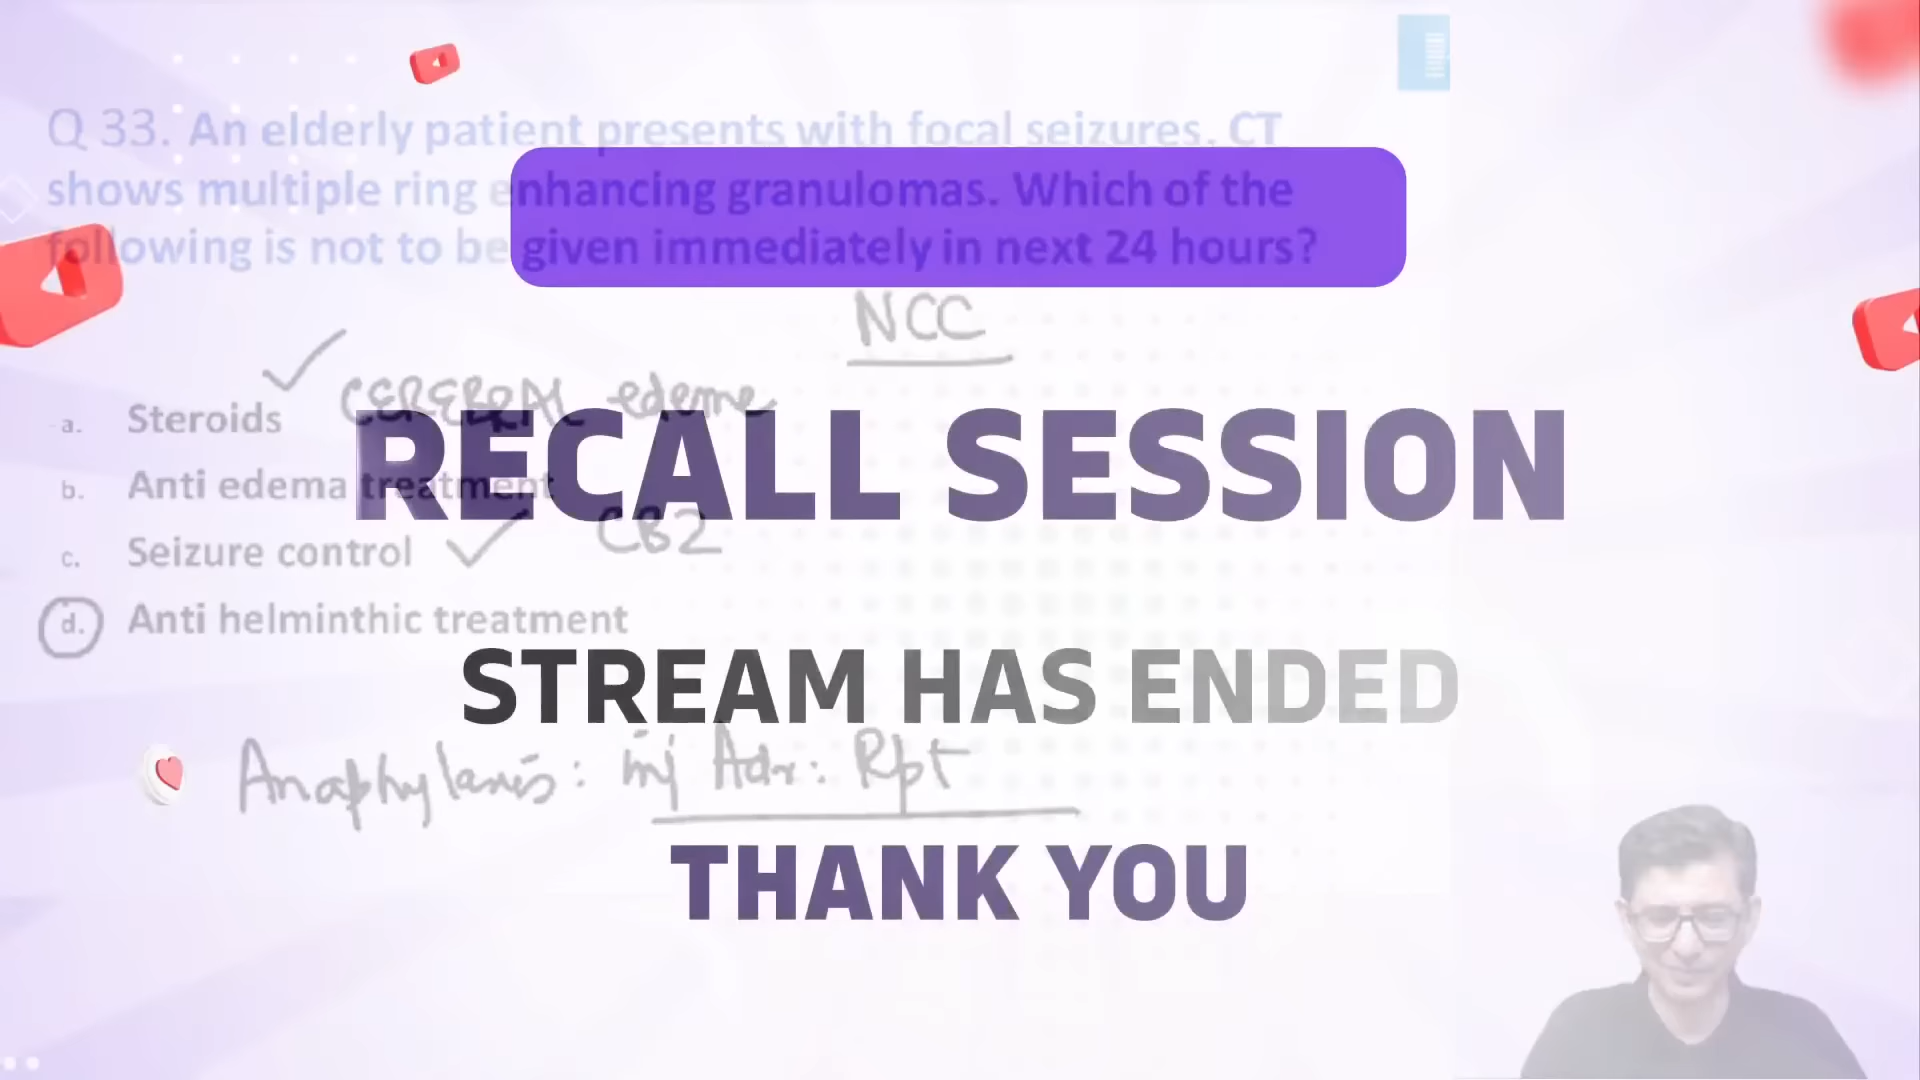 Q 33. An elderly patient presents with focal seizures. CT
shows multiple ring enhancing granulomas. Which of the
following is not to be given immediately in next 24 hours?
NCC
a. Steroids CEREBRAL edema
b. Anti edema treatment
RECALL SESSION
c. Seizure control CBZ
d. Anti helminthic treatment
STREAM HAS ENDED
Anaphylaxis: inj Adr: Rpt
THANK YOU